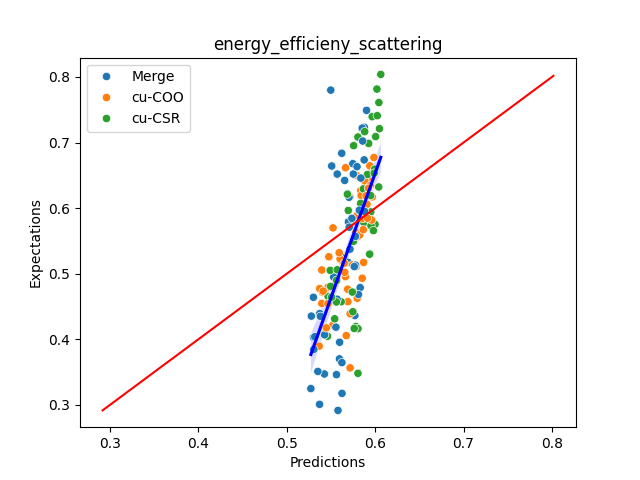 energy_efficieny_scattering
Merge
cu-COO
cu-CSR
Expectations
0.8
0.7
0.6
0.5
0.4
0.3
0.3 0.4 0.5 0.6 0.7 0.8
Predictions